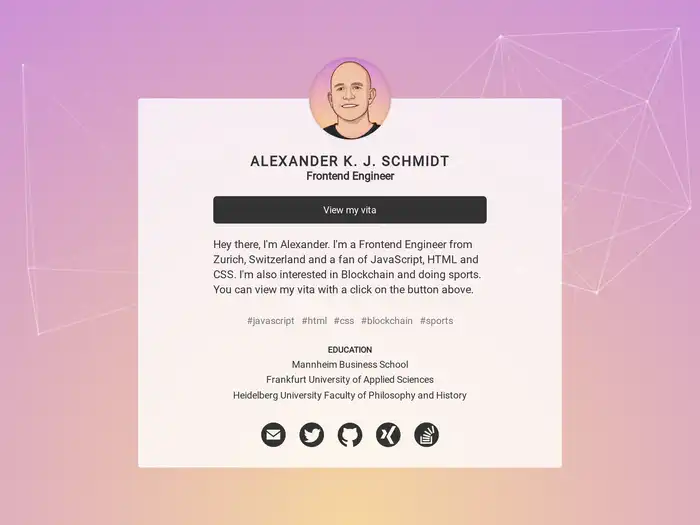 ALEXANDER K. J. SCHMIDT
Frontend Engineer
View my vita
Hey there, I'm Alexander. I'm a Frontend Engineer from
Zurich, Switzerland and a fan of JavaScript, HTML and
CSS. I'm also interested in Blockchain and doing sports.
You can view my vita with a click on the button above.
#javascript #html #css #blockchain #sports
EDUCATION
Mannheim Business School
Frankfurt University of Applied Sciences
Heidelberg University Faculty of Philosophy and History